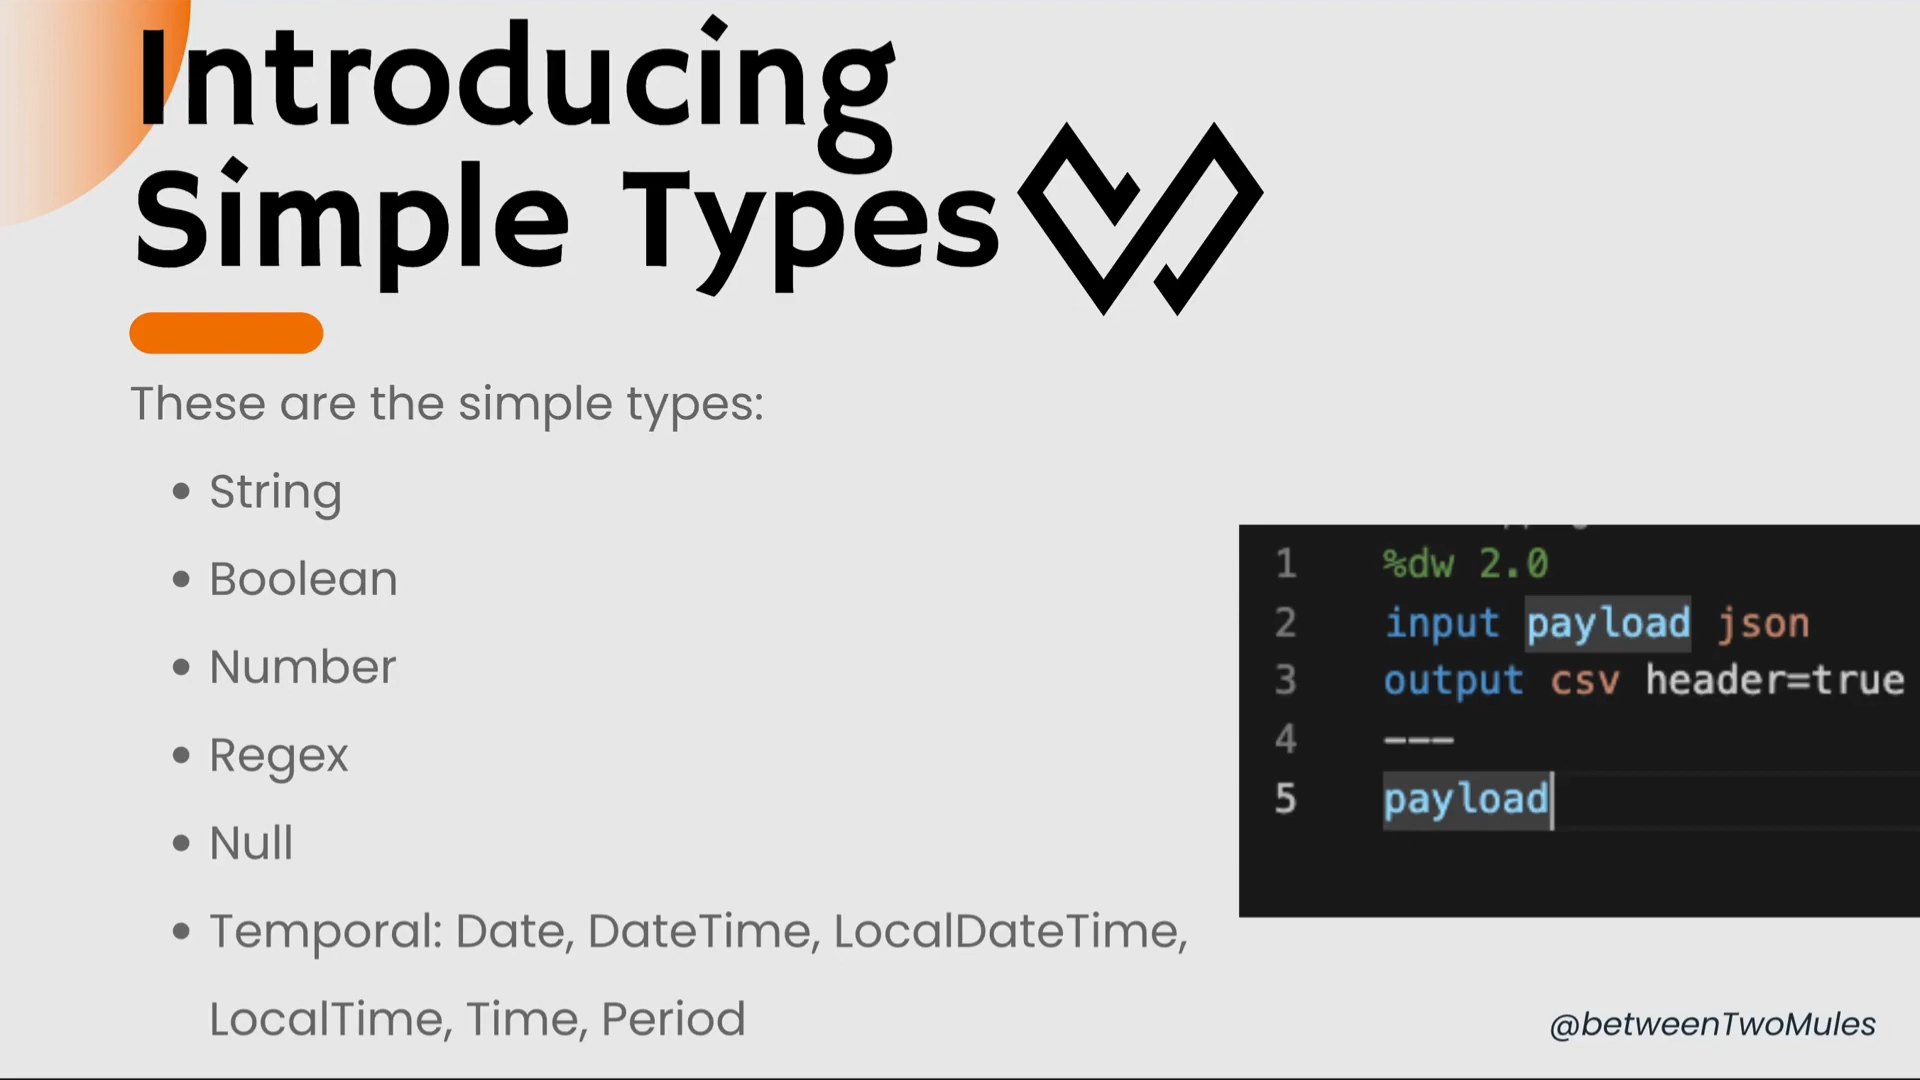 Introducing
Simple Types
These are the simple types:
• String
• Boolean
• Number
• Regex
• Null
• Temporal: Date, DateTime, LocalDateTime,
LocalTime, Time, Period
1 %dw 2.0
2 input payload json
3 output csv header=true
4 ---
5 payload
@betweenTwoMules